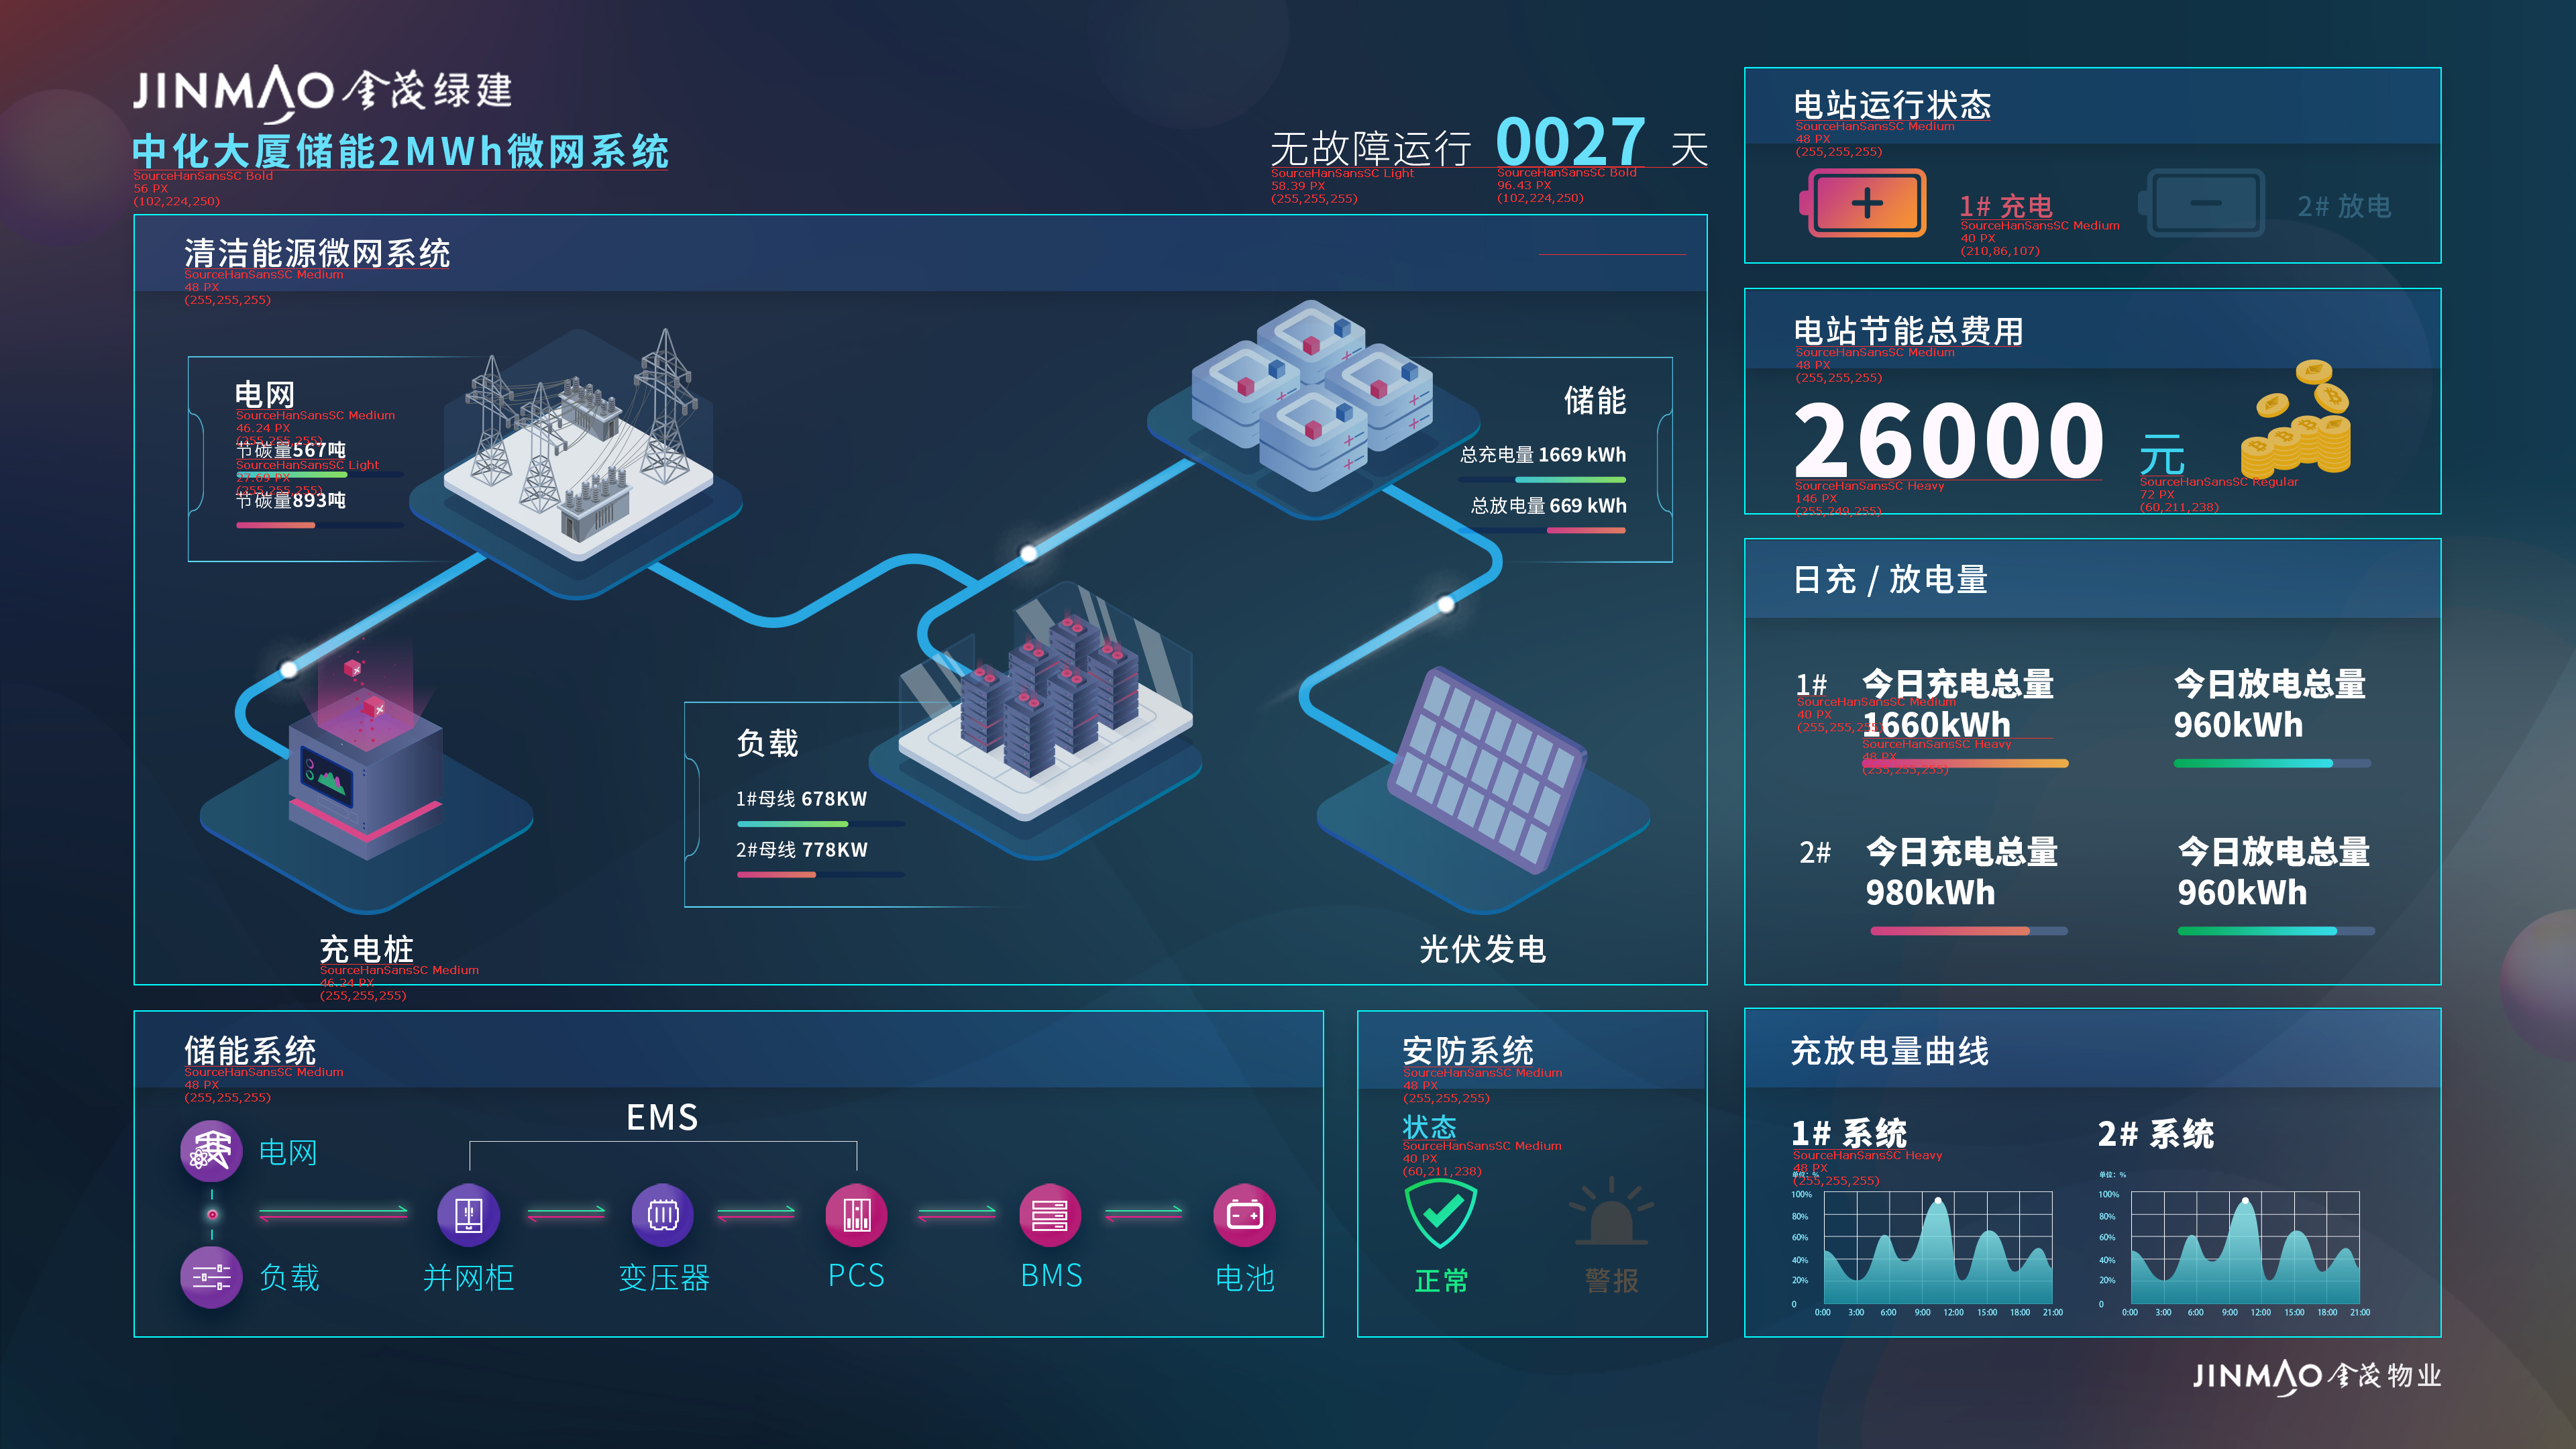 JINMAO 金茂绿建
中化大厦储能2MWh微网系统
SourceHanSansSC Bold
56 PX
(102,224,250)
无故障运行 0027 天
SourceHanSansSC Light
58.39 PX
(255,255,255)
SourceHanSansSC Bold
96.43 PX
(102,224,250)
清洁能源微网系统
SourceHanSansSC Medium
48 PX
(255,255,255)
电网
SourceHanSansSC Medium
46.24 PX
(255,255,255)
节碳量567吨
SourceHanSansSC Light
27.69 PX
(255,255,255)
节碳量893吨
储能
总充电量 1669 kWh
总放电量 669 kWh
负载
1#母线 678KW
2#母线 778KW
充电桩
SourceHanSansSC Medium
46.24 PX
(255,255,255)
光伏发电
储能系统
SourceHanSansSC Medium
48 PX
(255,255,255)
EMS
电网
负载
并网柜
变压器
PCS
BMS
电池
安防系统
SourceHanSansSC Medium
48 PX
(255,255,255)
状态
SourceHanSansSC Medium
40 PX
(60,211,238)
正常
警报
电站运行状态
SourceHanSansSC Medium
48 PX
(255,255,255)
1# 充电
SourceHanSansSC Medium
40 PX
(210,86,107)
2# 放电
电站节能总费用
SourceHanSansSC Medium
48 PX
(255,255,255)
26000 元
SourceHanSansSC Heavy
146 PX
(255,249,255)
SourceHanSansSC Regular
72 PX
(60,211,238)
日充 / 放电量
1#
SourceHanSansSC Medium
40 PX
(255,255,255)
今日充电总量
1660kWh
SourceHanSansSC Heavy
48 PX
(255,255,255)
今日放电总量
960kWh
2#
今日充电总量
980kWh
今日放电总量
960kWh
充放电量曲线
1# 系统
SourceHanSansSC Heavy
48 PX
(255,255,255)
单位: %
100%
80%
60%
40%
20%
0
0:00 3:00 6:00 9:00 12:00 15:00 18:00 21:00
2# 系统
单位: %
100%
80%
60%
40%
20%
0
0:00 3:00 6:00 9:00 12:00 15:00 18:00 21:00
JINMAO 金茂物业